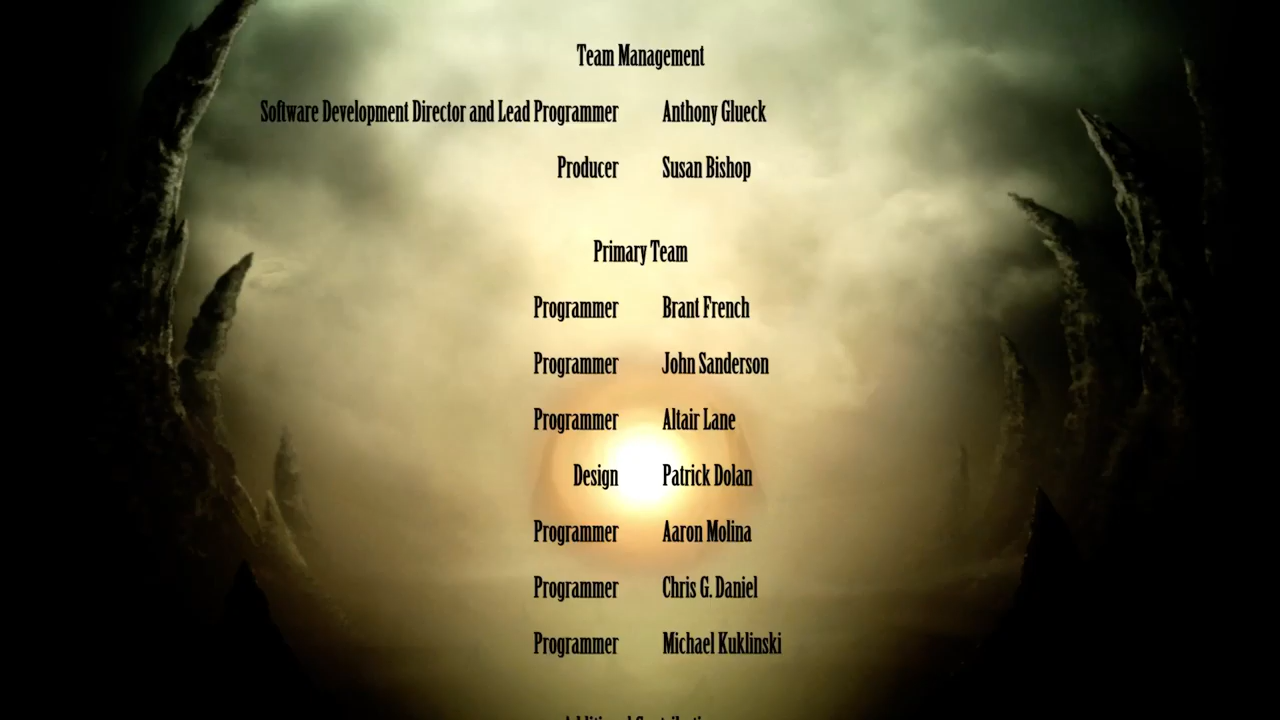 Team Management
Software Development Director and Lead Programmer Anthony Glueck
Producer Susan Bishop
Primary Team
Programmer Brant French
Programmer John Sanderson
Programmer Altair Lane
Design Patrick Dolan
Programmer Aaron Molina
Programmer Chris G. Daniel
Programmer Michael Kuklinski